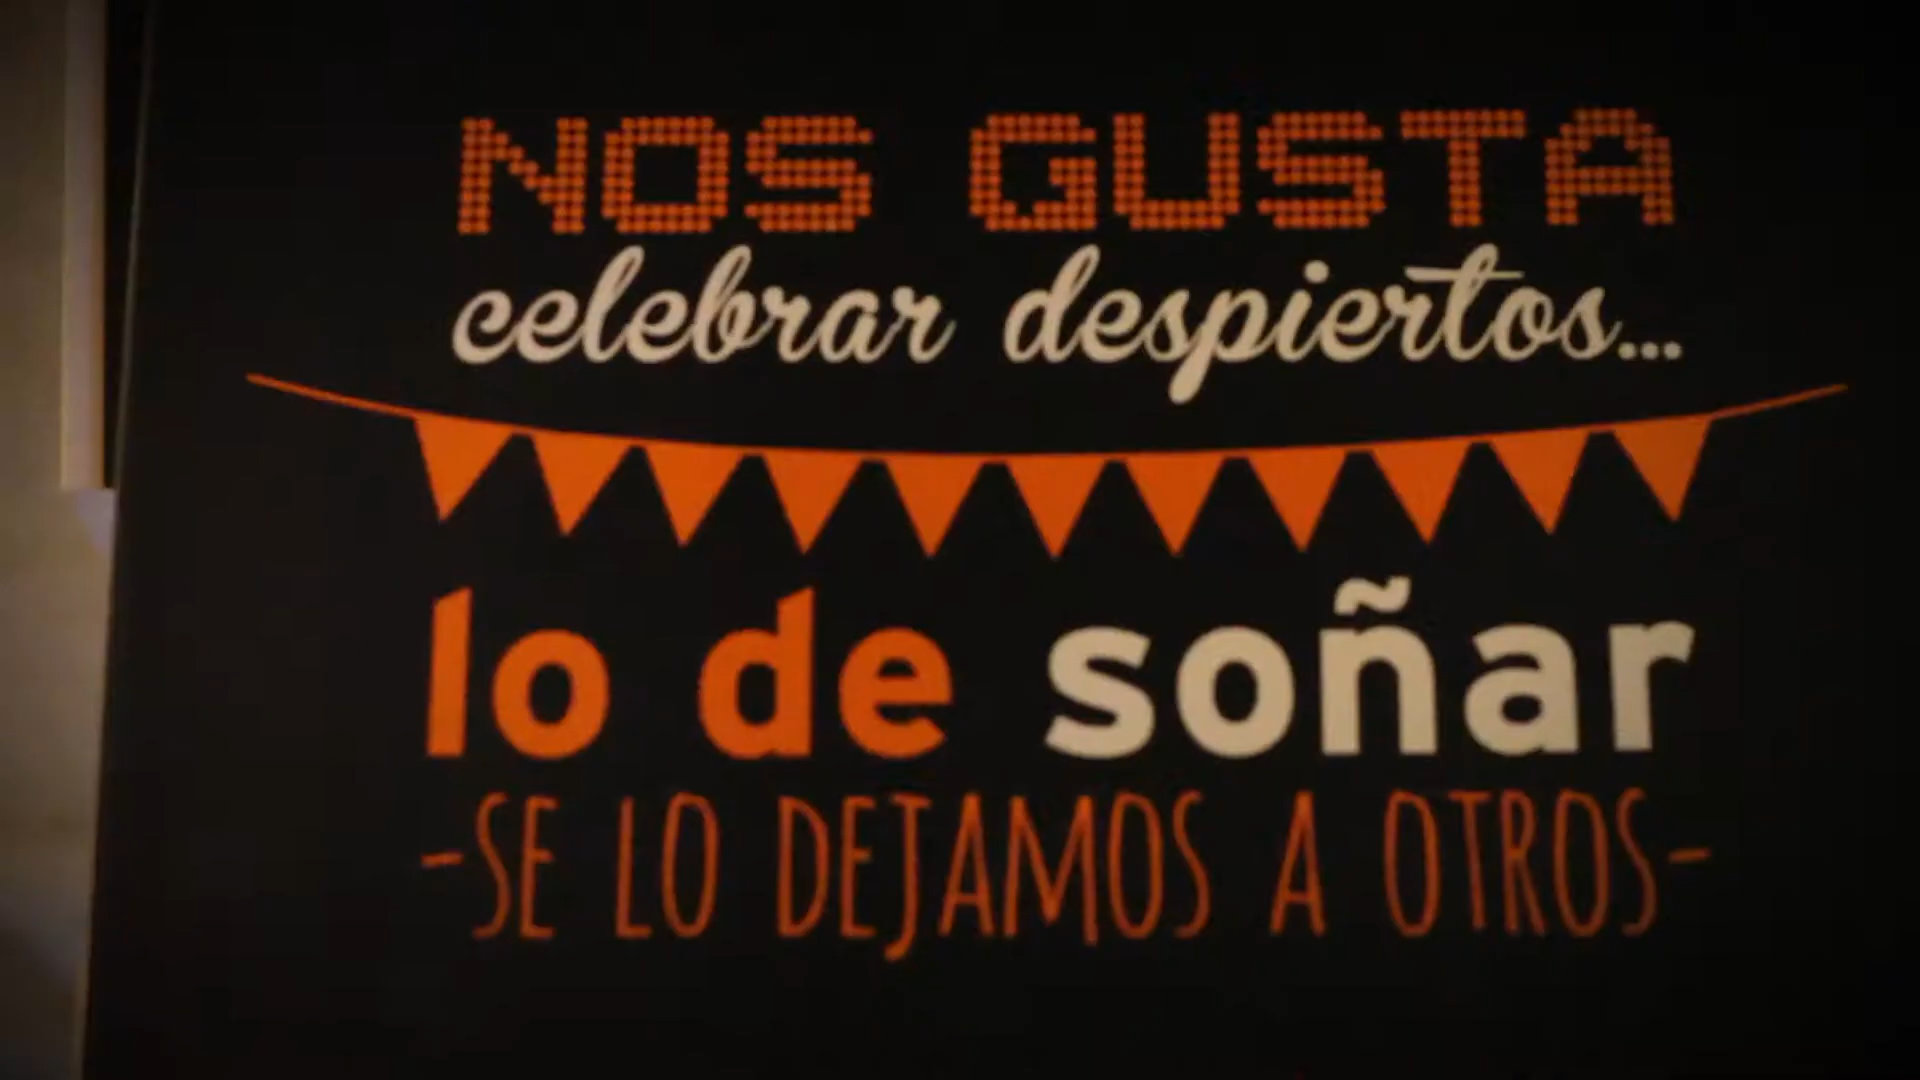 NOS GUSTA
celebrar despiertos...
lo de soñar
-SE LO DEJAMOS A OTROS-